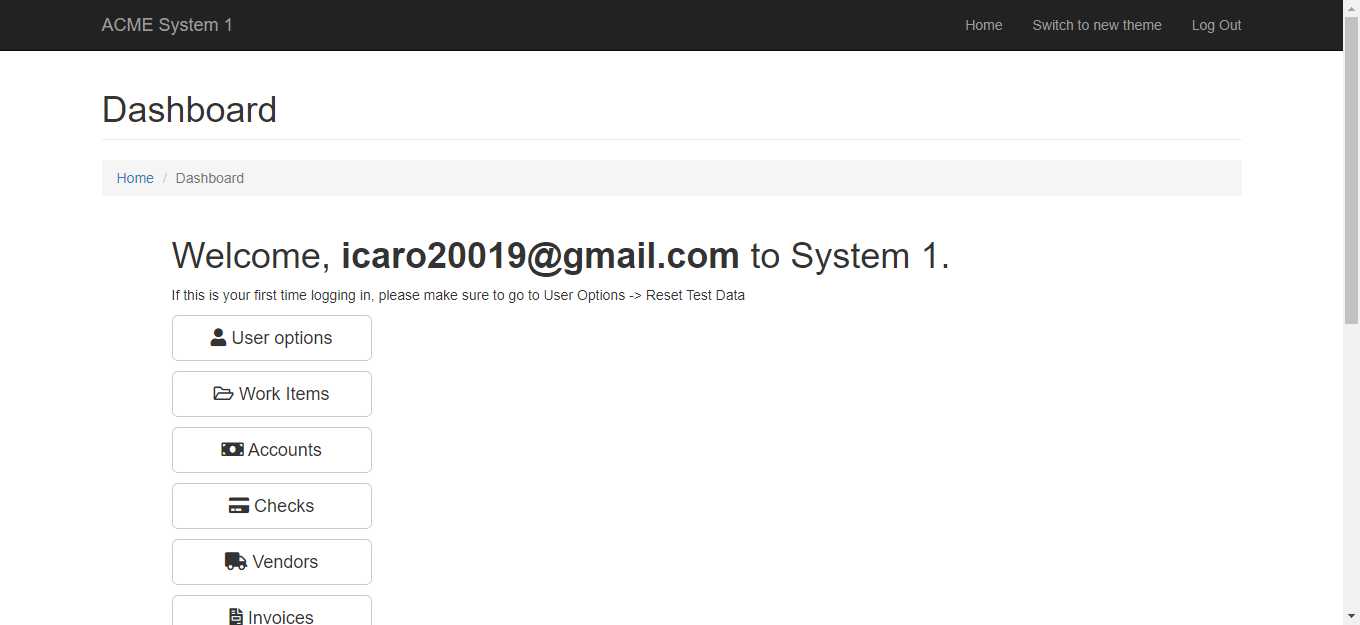 ACME System 1
Home
Switch to new theme
Log Out
Dashboard
Home / Dashboard
Welcome, icaro20019@gmail.com to System 1.
If this is your first time logging in, please make sure to go to User Options -> Reset Test Data
User options
Work Items
Accounts
Checks
Vendors
Invoices